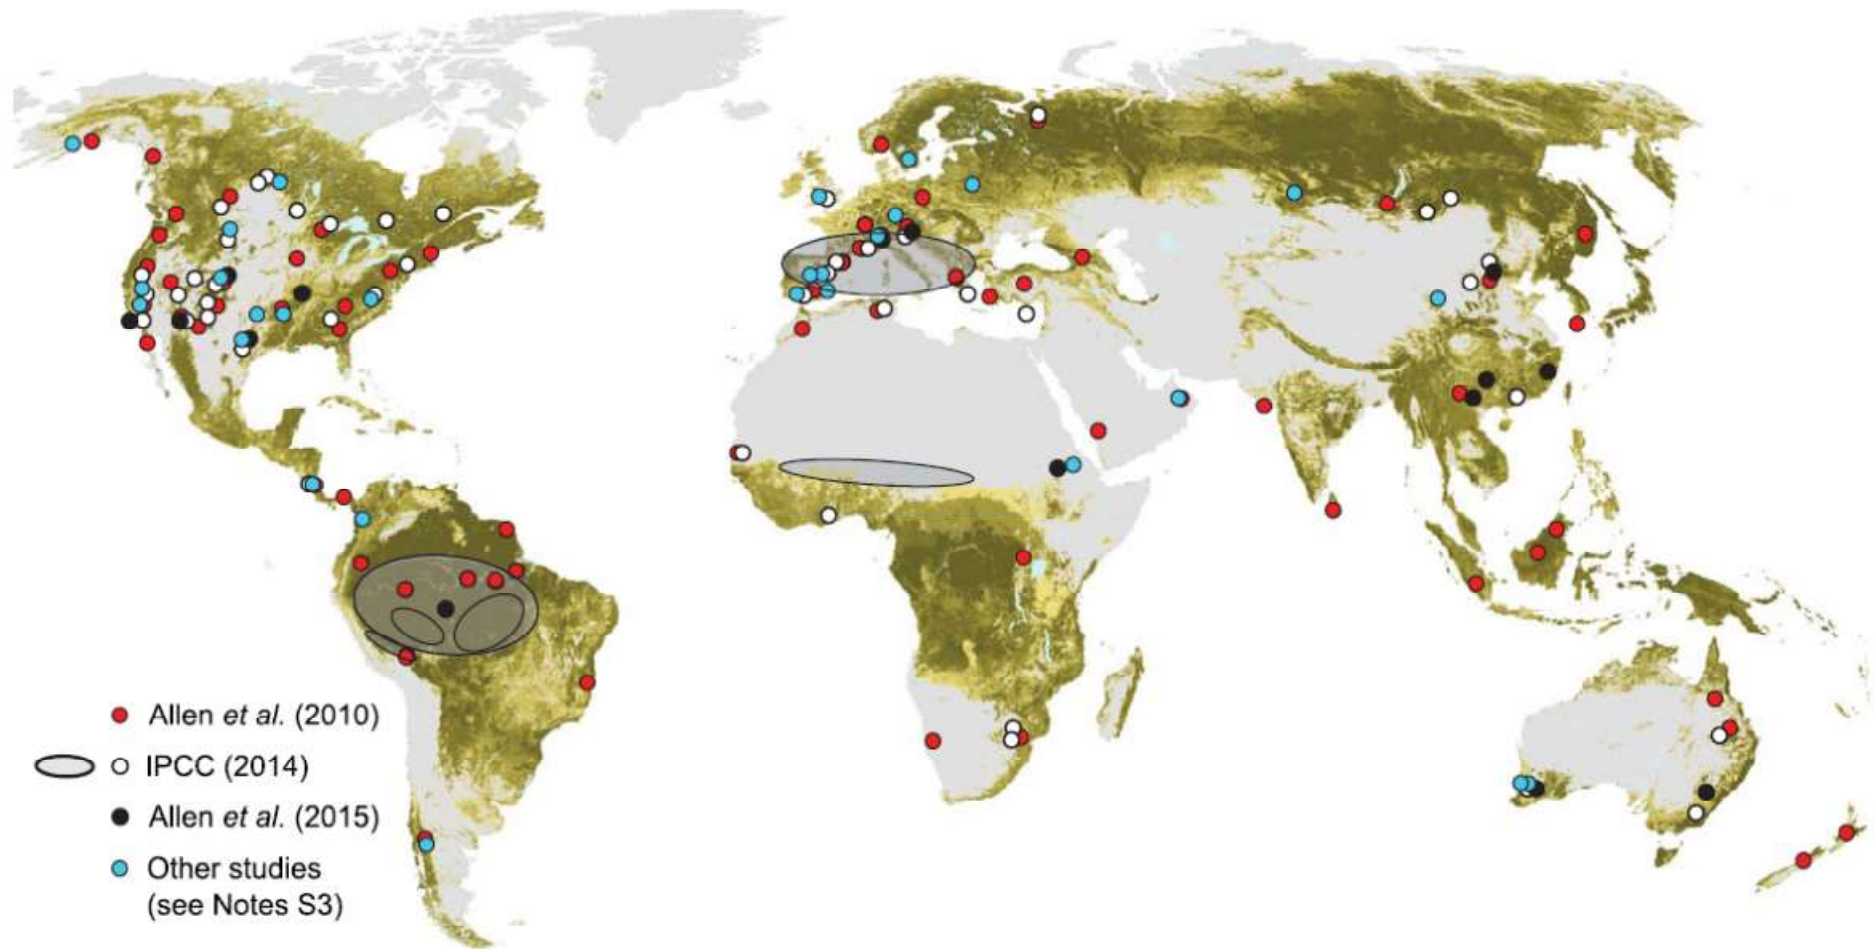 Allen et al. (2010)
IPCC (2014)
Allen et al. (2015)
Other studies
(see Notes S3)